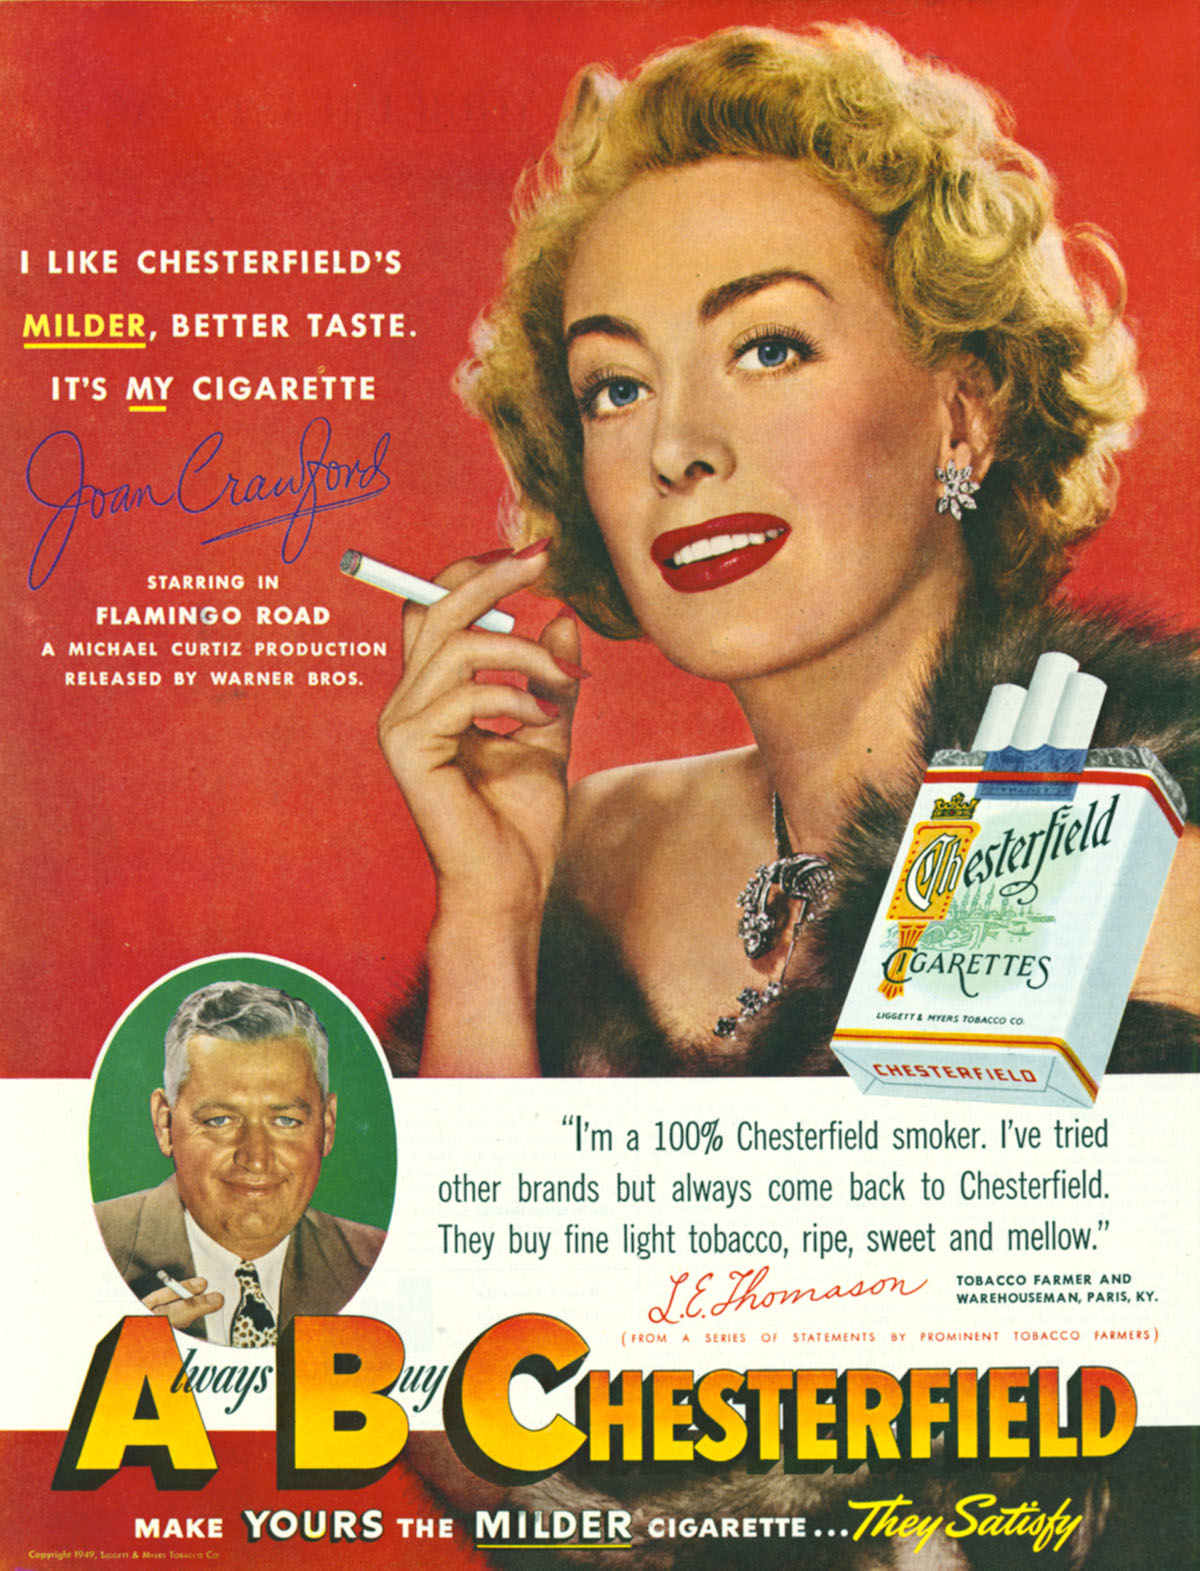 I LIKE CHESTERFIELD'S
MILDER, BETTER TASTE.
IT'S MY CIGARETTE
Joan Crawford
STARRING IN
FLAMINGO ROAD
A MICHAEL CURTIZ PRODUCTION
RELEASED BY WARNER BROS.
Chesterfield
CIGARETTES
LIGGETT & MYERS TOBACCO CO.
CHESTERFIELD
“I'm a 100% Chesterfield smoker. I've tried
other brands but always come back to Chesterfield.
They buy fine light tobacco, ripe, sweet and mellow.”
L.E. Thomason
TOBACCO FARMER AND
WAREHOUSEMAN, PARIS, KY.
(FROM A SERIES OF STATEMENTS BY PROMINENT TOBACCO FARMERS)
Always Buy CHESTERFIELD
MAKE YOURS THE MILDER CIGARETTE...They Satisfy
Copyright 1949, LIGGETT & MYERS TOBACCO CO.